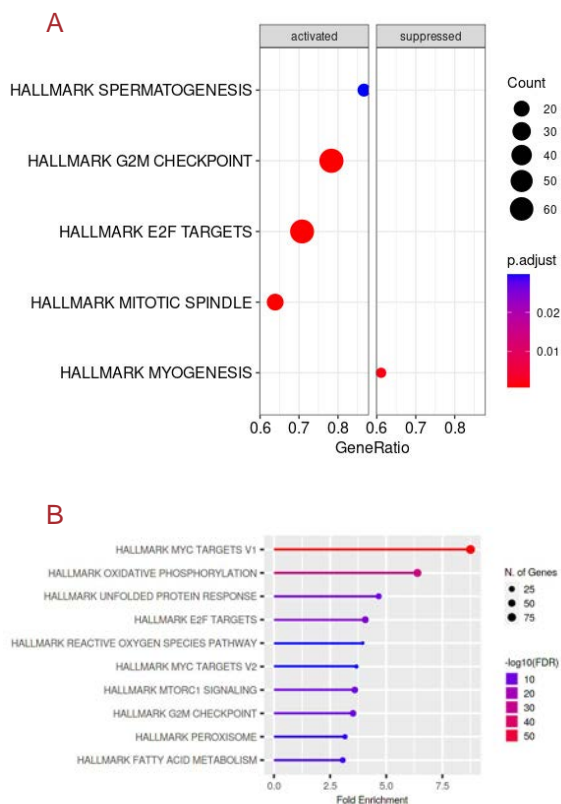 A
activated
suppressed
HALLMARK SPERMATOGENESIS
HALLMARK G2M CHECKPOINT
HALLMARK E2F TARGETS
HALLMARK MITOTIC SPINDLE
HALLMARK MYOGENESIS
0.6 0.7 0.8 0.6 0.7 0.8
GeneRatio
Count
20
30
40
50
60
p.adjust
0.02
0.01
B
HALLMARK MYC TARGETS V1
HALLMARK OXIDATIVE PHOSPHORYLATION
HALLMARK UNFOLDED PROTEIN RESPONSE
HALLMARK E2F TARGETS
HALLMARK REACTIVE OXYGEN SPECIES PATHWAY
HALLMARK MYC TARGETS V2
HALLMARK MTORC1 SIGNALING
HALLMARK G2M CHECKPOINT
HALLMARK PEROXISOME
HALLMARK FATTY ACID METABOLISM
0.0 2.5 5.0 7.5
Fold Enrichment
N. of Genes
25
50
75
-log10(FDR)
10
20
30
40
50